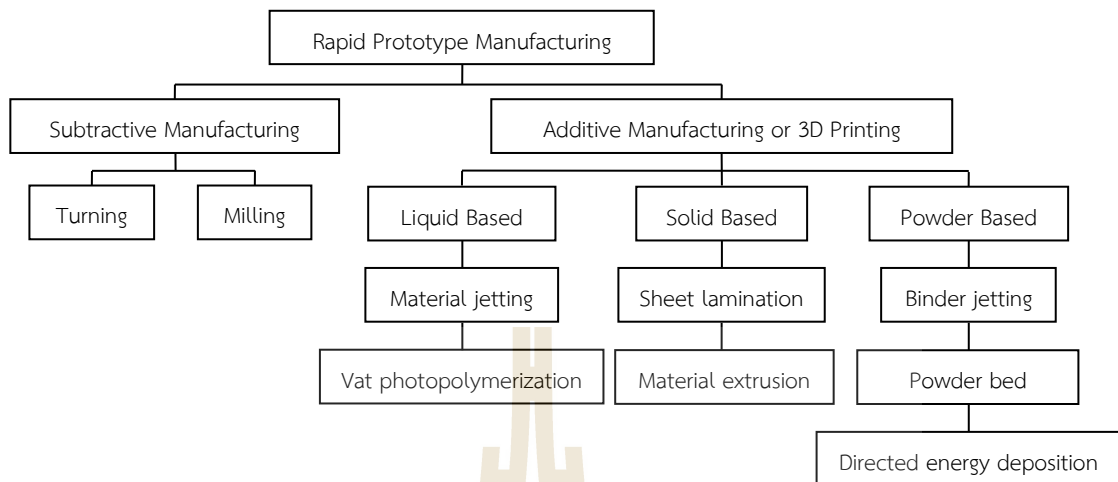 Rapid Prototype Manufacturing
Subtractive Manufacturing
Additive Manufacturing or 3D Printing
Turning
Milling
Liquid Based
Solid Based
Powder Based
Material jetting
Sheet lamination
Binder jetting
Vat photopolymerization
Material extrusion
Powder bed
Directed energy deposition